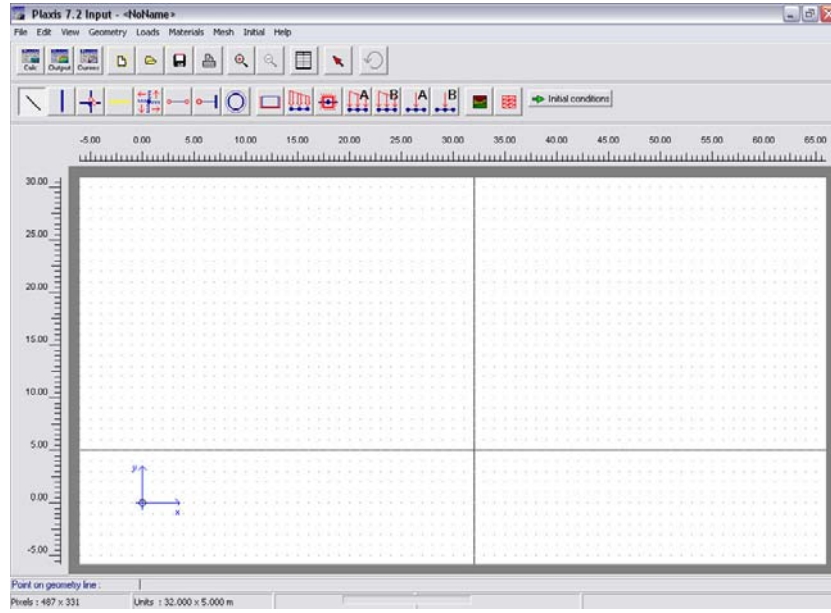 Plaxis 7.2 Input - <NoName>
File Edit View Geometry Loads Materials Mesh Initial Help
Calc Output Curves
A B A B Initial conditions
-5.00 0.00 5.00 10.00 15.00 20.00 25.00 30.00 35.00 40.00 45.00 50.00 55.00 60.00 65.00
30.00
25.00
20.00
15.00
10.00
5.00
y
0.00
x
-5.00
Point on geometry line :
Pixels : 487 x 331 Units : 32.000 x 5.000 m